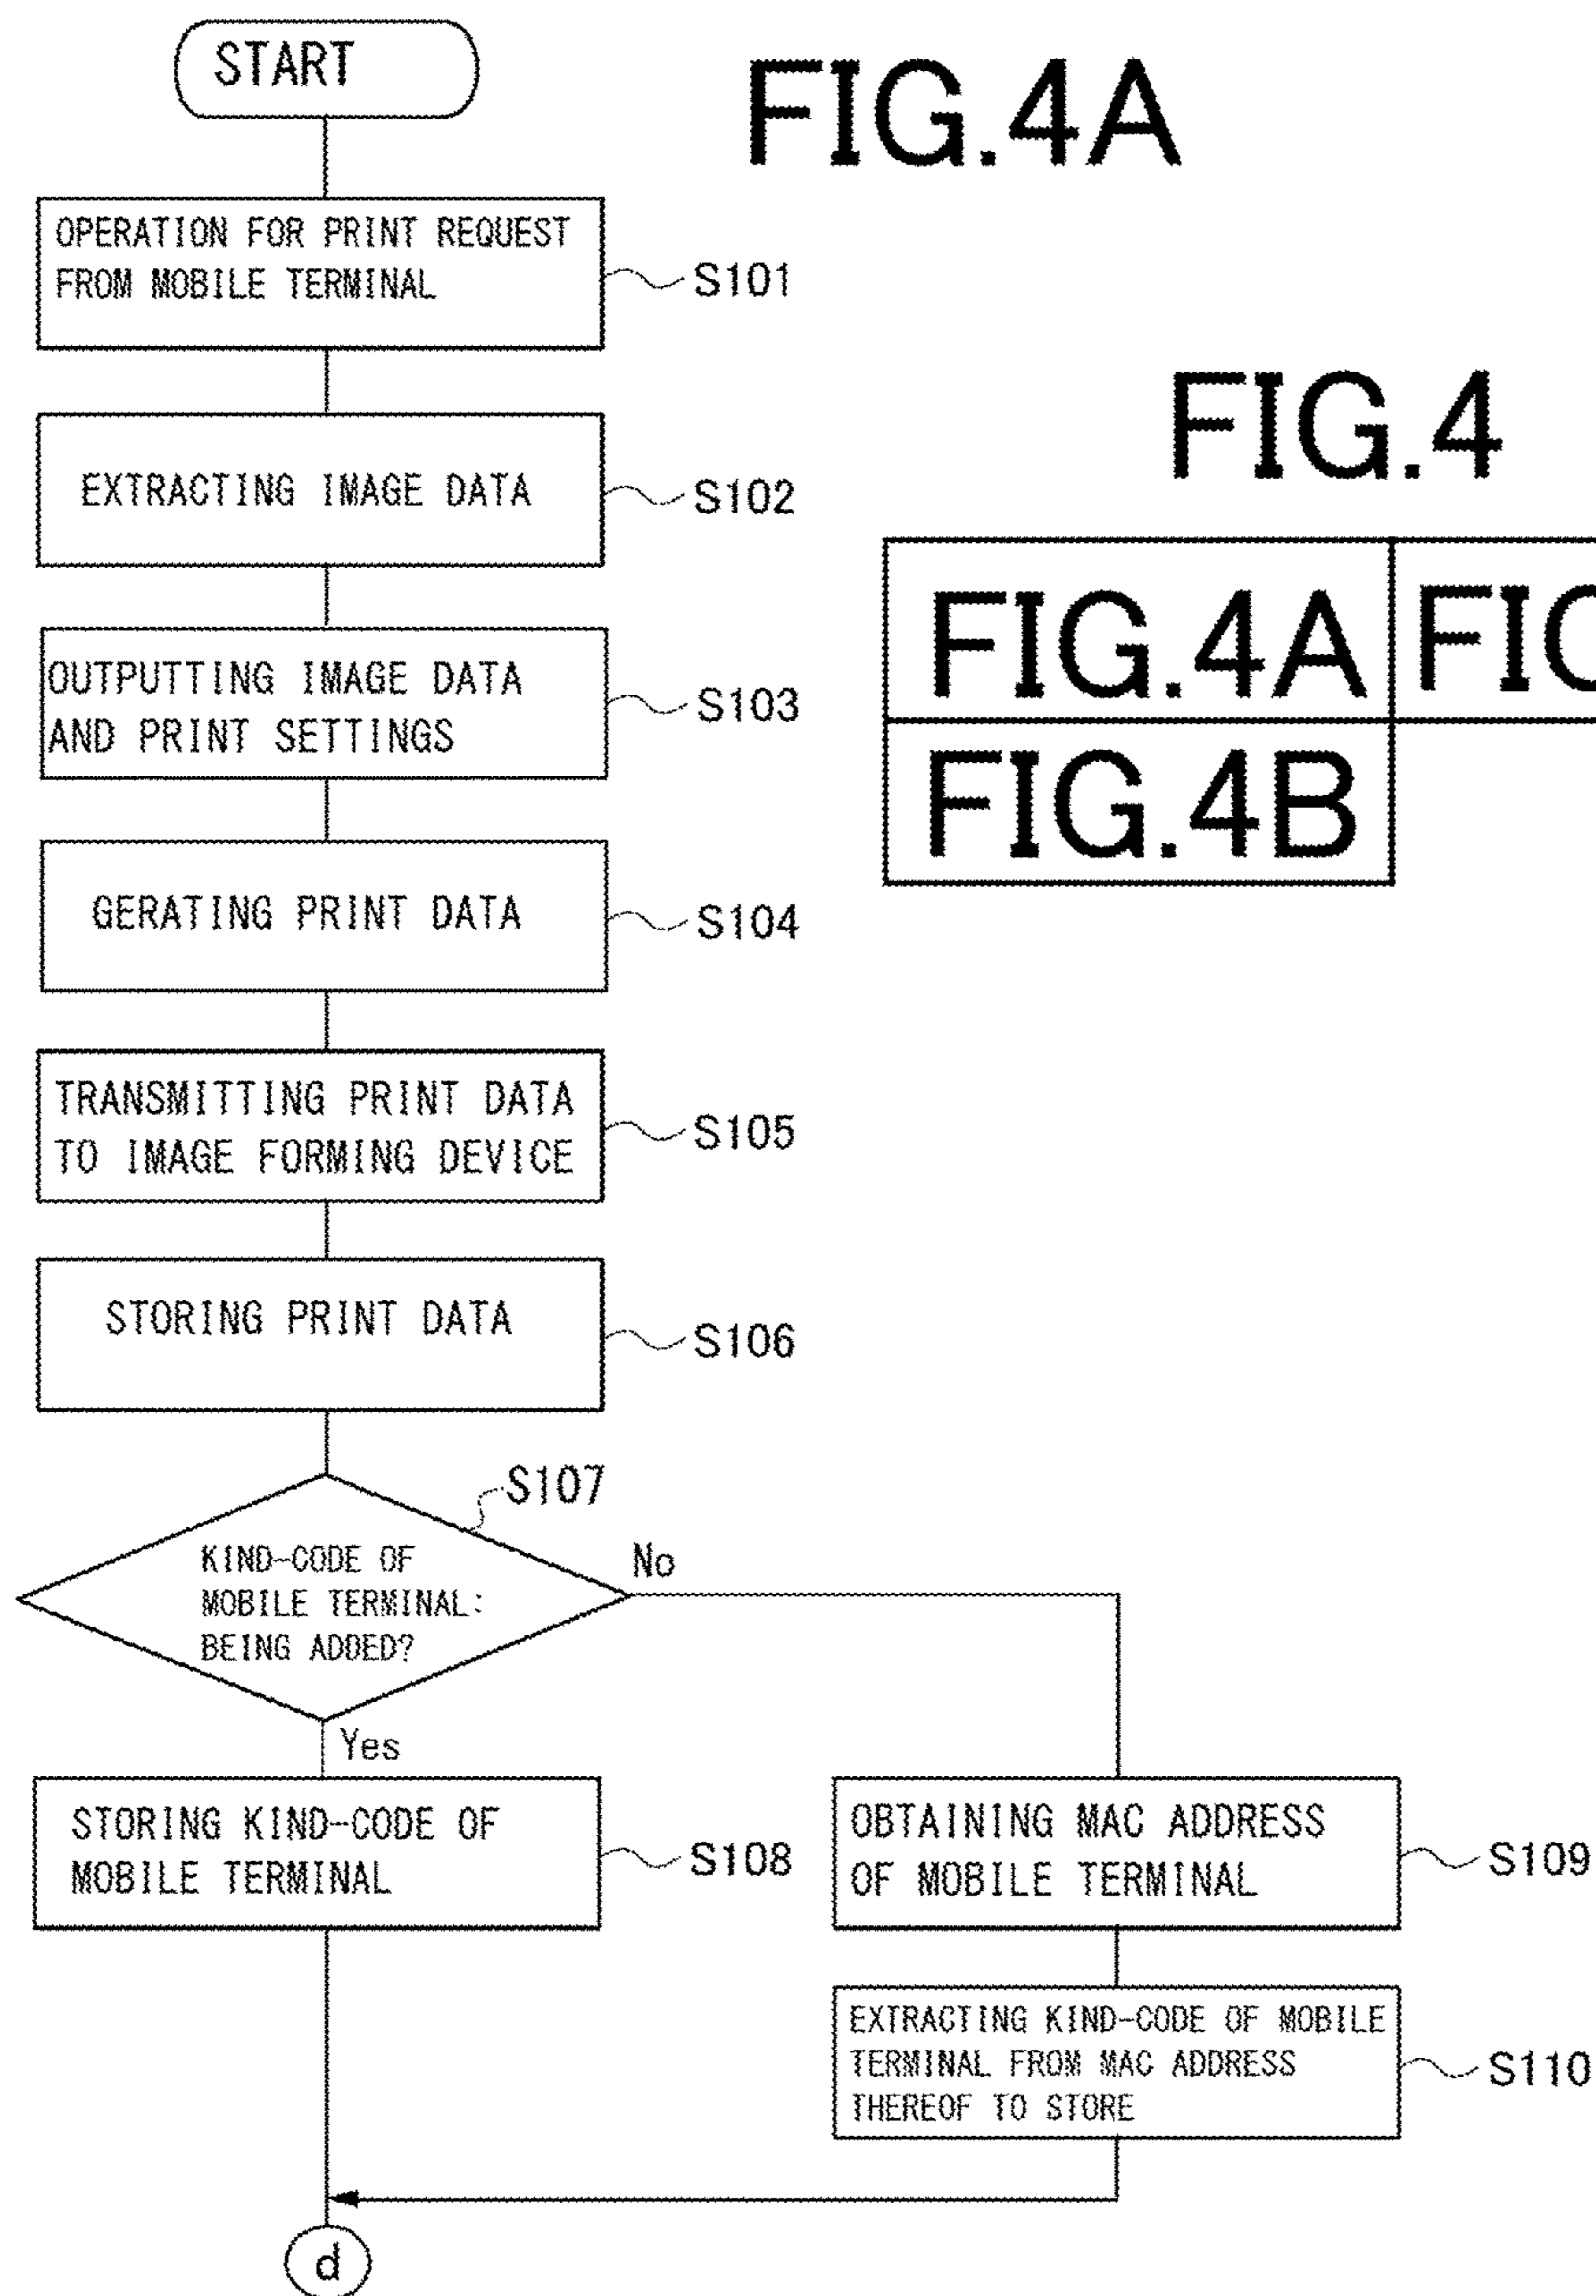 START
FIG.4A
OPERATION FOR PRINT REQUEST
FROM MOBILE TERMINAL
S101
FIG.4
EXTRACTING IMAGE DATA
S102
FIG.4A
OUTPUTTING IMAGE DATA
AND PRINT SETTINGS
S103
FIG.4B
GERATING PRINT DATA
S104
TRANSMITTING PRINT DATA
TO IMAGE FORMING DEVICE
S105
STORING PRINT DATA
S106
S107
KIND-CODE OF
MOBILE TERMINAL:
BEING ADDED?
No
Yes
STORING KIND-CODE OF
MOBILE TERMINAL
S108
OBTAINING MAC ADDRESS
OF MOBILE TERMINAL
S109
EXTRACTING KIND-CODE OF MOBILE
TERMINAL FROM MAC ADDRESS
THEREOF TO STORE
S110
d